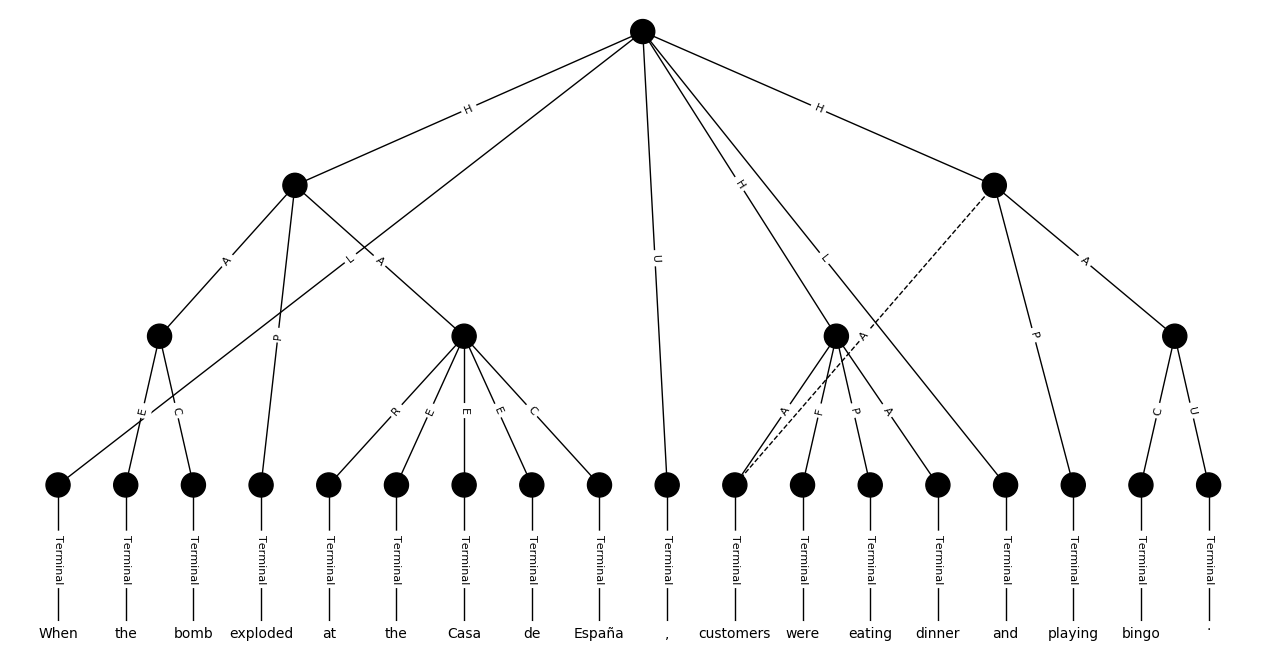 H H
H
A L A U L A
P A P
E C R E E E C A F P A C U
Terminal Terminal Terminal Terminal Terminal Terminal Terminal Terminal Terminal Terminal Terminal Terminal Terminal Terminal Terminal Terminal Terminal Terminal
When the bomb exploded at the Casa de España , customers were eating dinner and playing bingo .